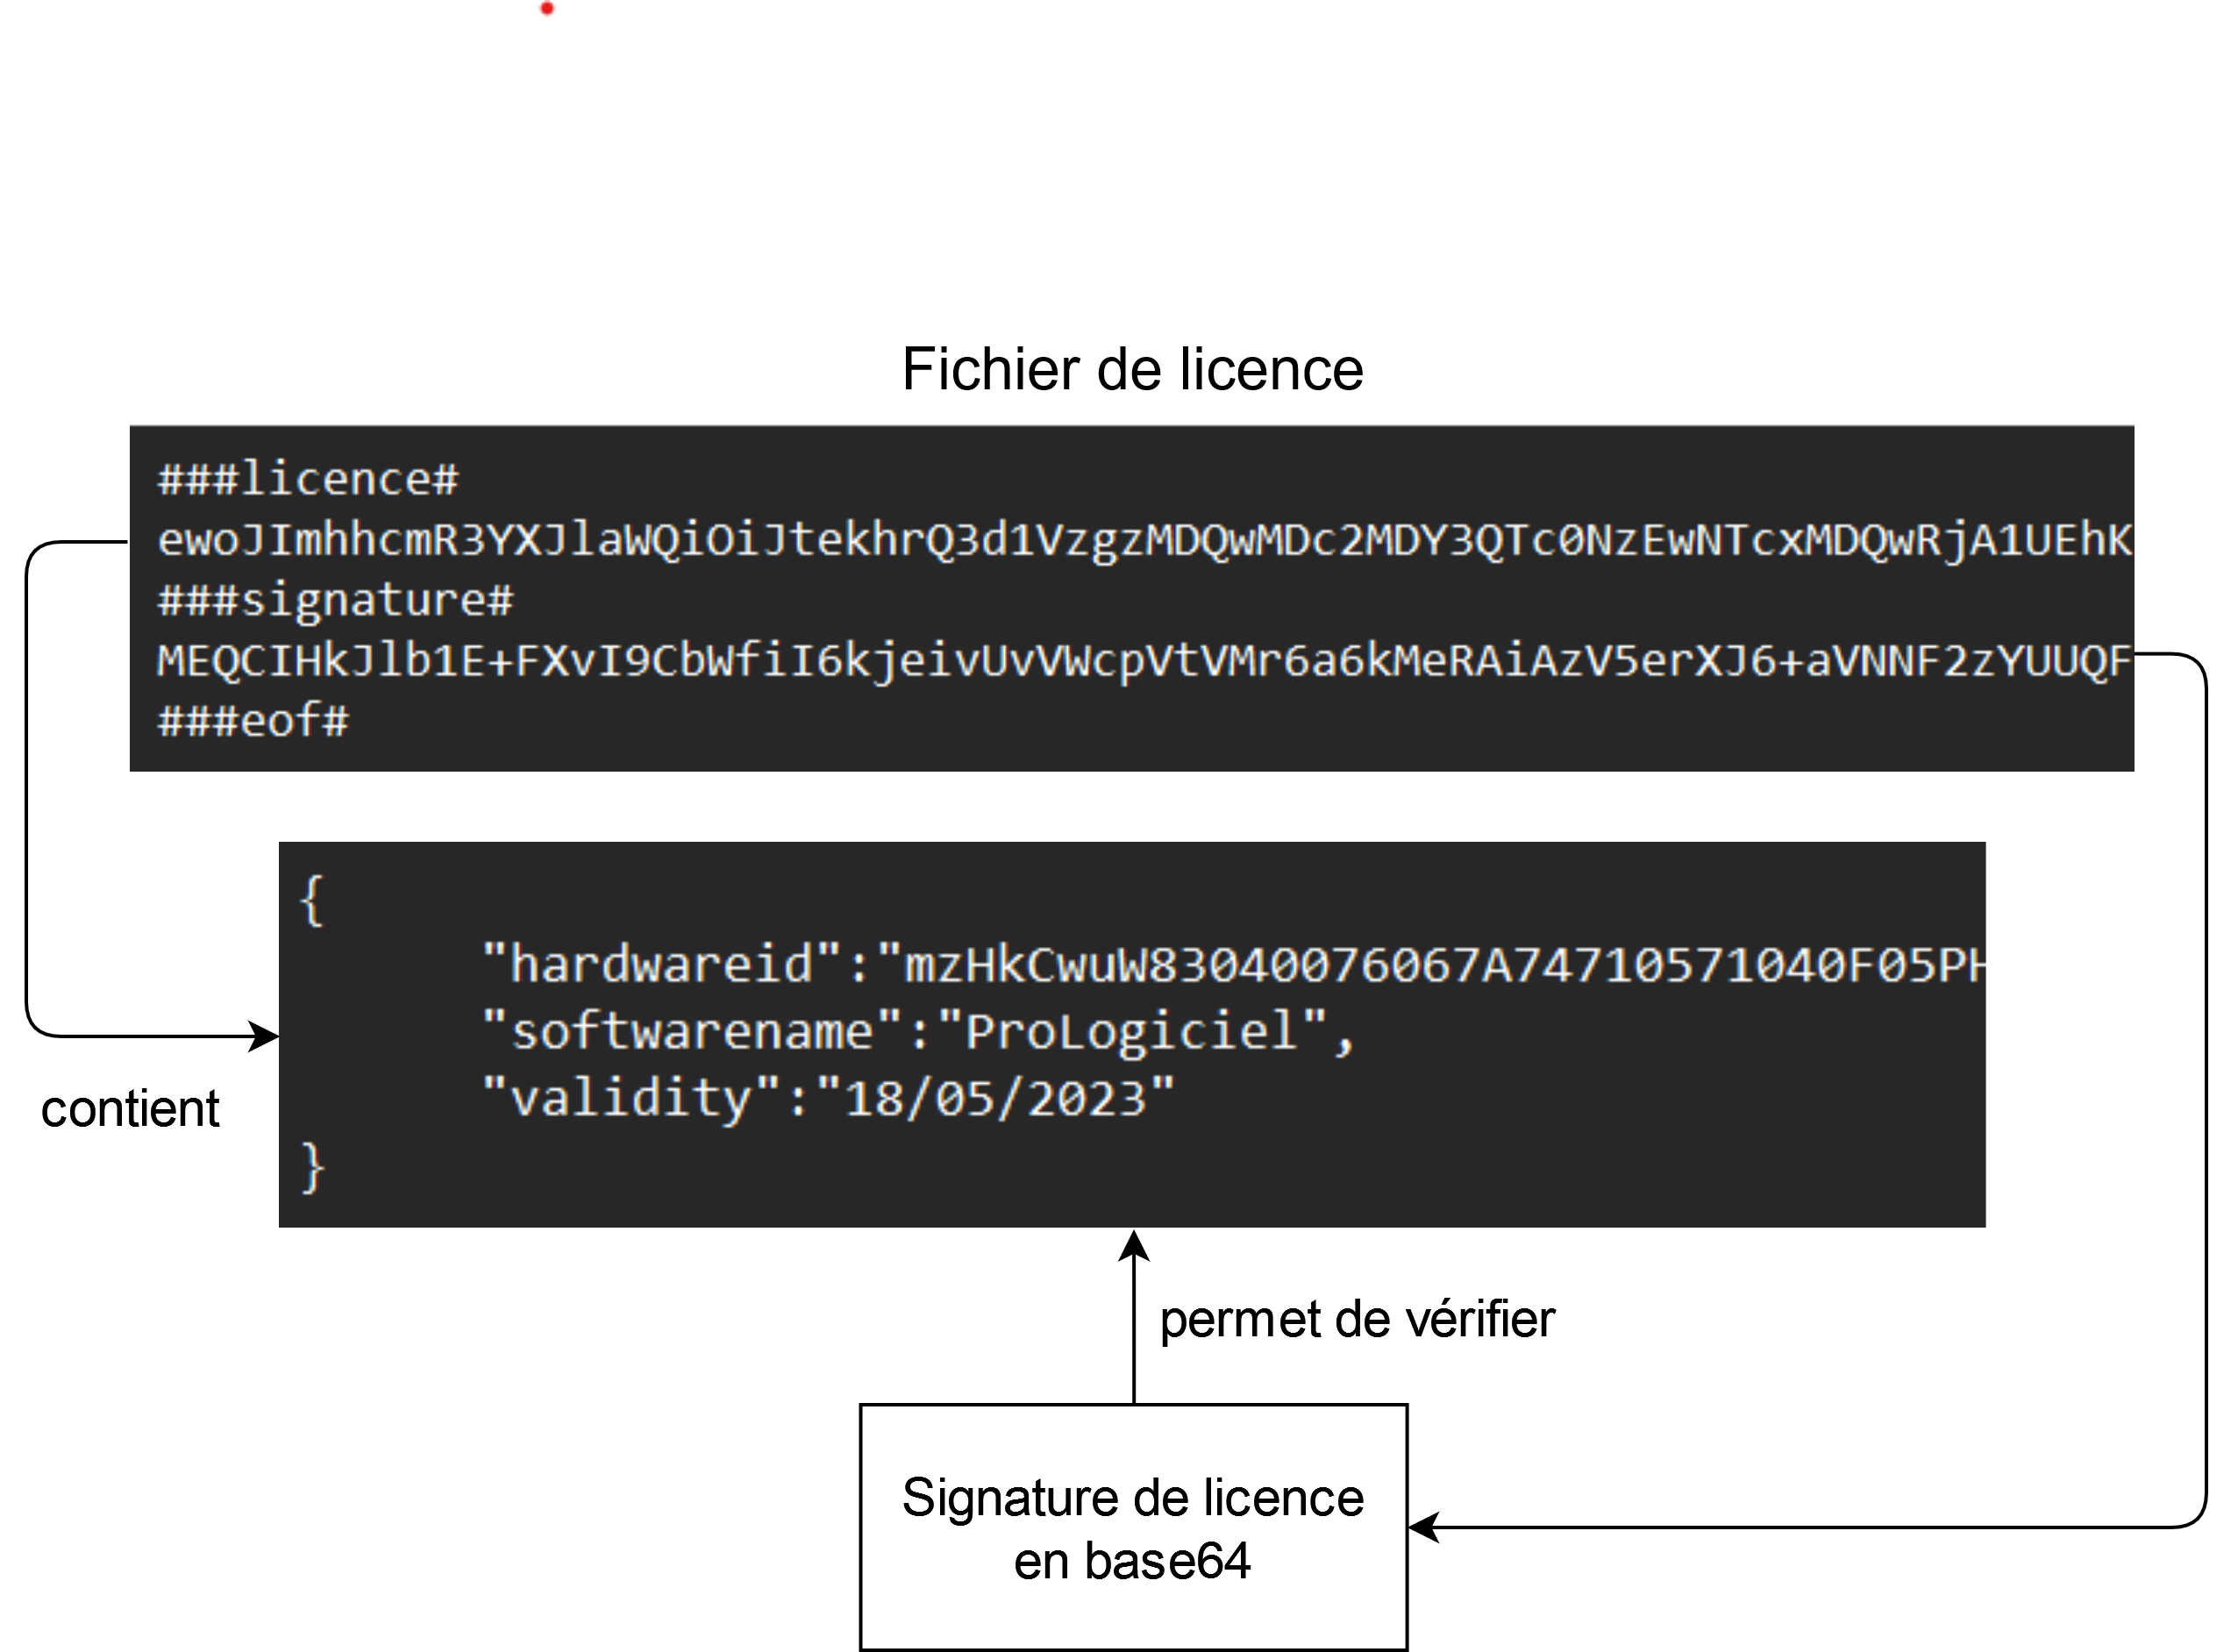 Fichier de licence
###licence#
ewoJImhhcmR3YXJlaWQiOiJtekhrQ3d1VzgzMDQwMDc2MDY3QTc0NzEwNTcxMDQwRjA1UEhK
###signature#
MEQCIHkJlb1E+FXvI9CbWfiI6kjeivUvVWcpVtVMr6a6kMeRAiAzV5erXJ6+aVNNF2zYUUQF
###eof#
{
"hardwareid":"mzHkCwuW83040076067A74710571040F05PH
"softwarename":"ProLogiciel",
"validity":"18/05/2023"
}
contient
permet de vérifier
Signature de licence
en base64